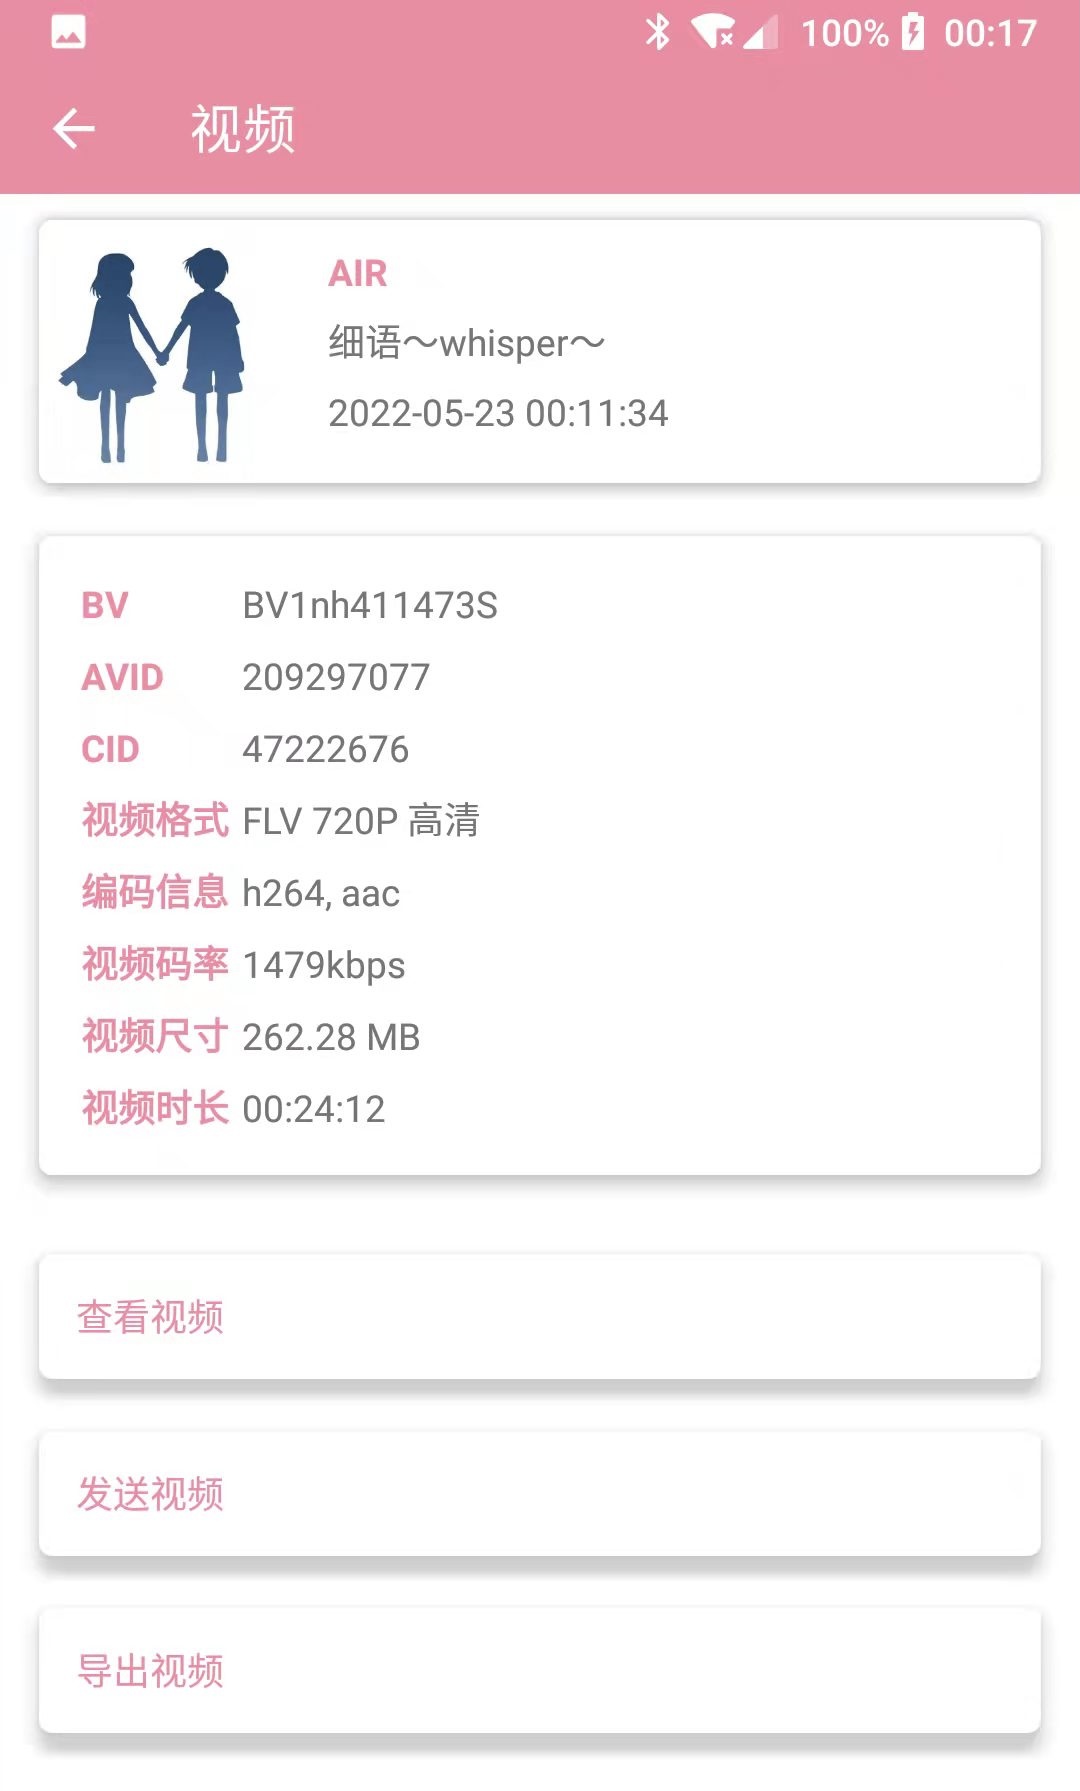 100% 00:17
视频
AIR
细语～whisper～
2022-05-23 00:11:34
BV BV1nh411473S
AVID 209297077
CID 47222676
视频格式 FLV 720P 高清
编码信息 h264, aac
视频码率 1479kbps
视频尺寸 262.28 MB
视频时长 00:24:12
查看视频
发送视频
导出视频